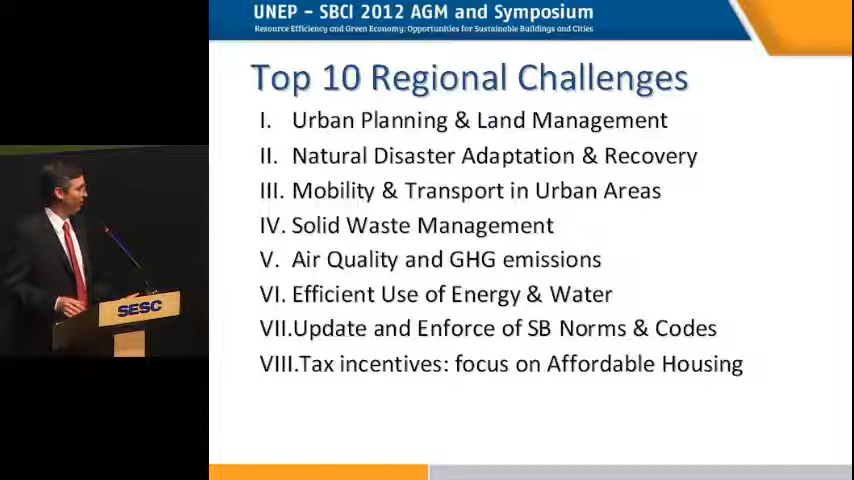 UNEP – SBCI 2012 AGM and Symposium
Resource Efficiency and Green Economy: Opportunities for Sustainable Buildings and Cities
Top 10 Regional Challenges
I. Urban Planning & Land Management
II. Natural Disaster Adaptation & Recovery
III. Mobility & Transport in Urban Areas
IV. Solid Waste Management
V. Air Quality and GHG emissions
VI. Efficient Use of Energy & Water
VII.Update and Enforce of SB Norms & Codes
VIII.Tax incentives: focus on Affordable Housing
SESC